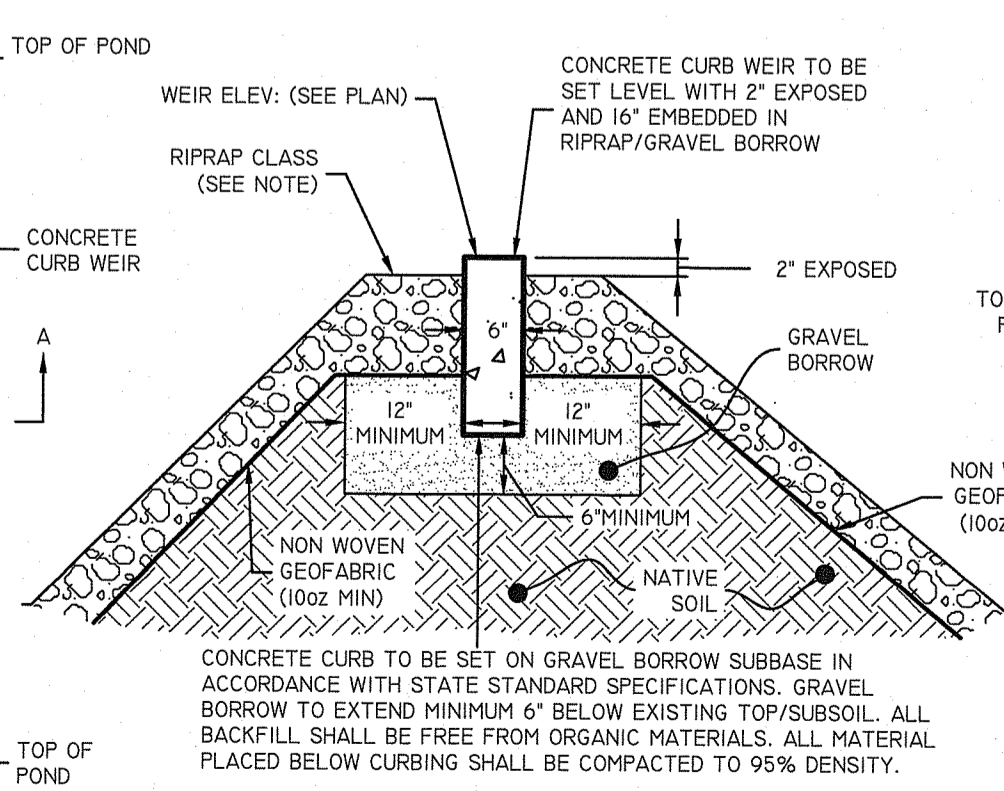 TOP OF POND
WEIR ELEV: (SEE PLAN)
CONCRETE CURB WEIR TO BE
SET LEVEL WITH 2" EXPOSED
AND 16" EMBEDDED IN
RIPRAP/GRAVEL BORROW
RIPRAP CLASS
(SEE NOTE)
CONCRETE
CURB WEIR
2" EXPOSED
TO
A
6"
GRAVEL
BORROW
12"
MINIMUM
12"
MINIMUM
6"MINIMUM
NON
GEOF
(10oz
NON WOVEN
GEOFABRIC
(10oz MIN)
NATIVE
SOIL
CONCRETE CURB TO BE SET ON GRAVEL BORROW SUBBASE IN
ACCORDANCE WITH STATE STANDARD SPECIFICATIONS. GRAVEL
BORROW TO EXTEND MINIMUM 6" BELOW EXISTING TOP/SUBSOIL. ALL
BACKFILL SHALL BE FREE FROM ORGANIC MATERIALS. ALL MATERIAL
PLACED BELOW CURBING SHALL BE COMPACTED TO 95% DENSITY.
TOP OF
POND